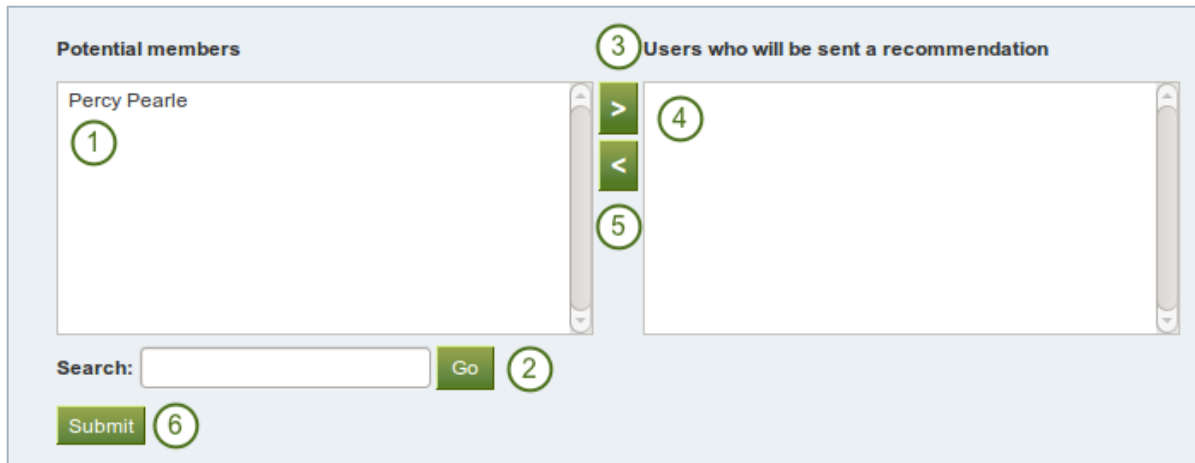 Potential members
3
Users who will be sent a recommendation
Percy Pearle
1
>
4
<
5
Search:
Go
2
Submit
6